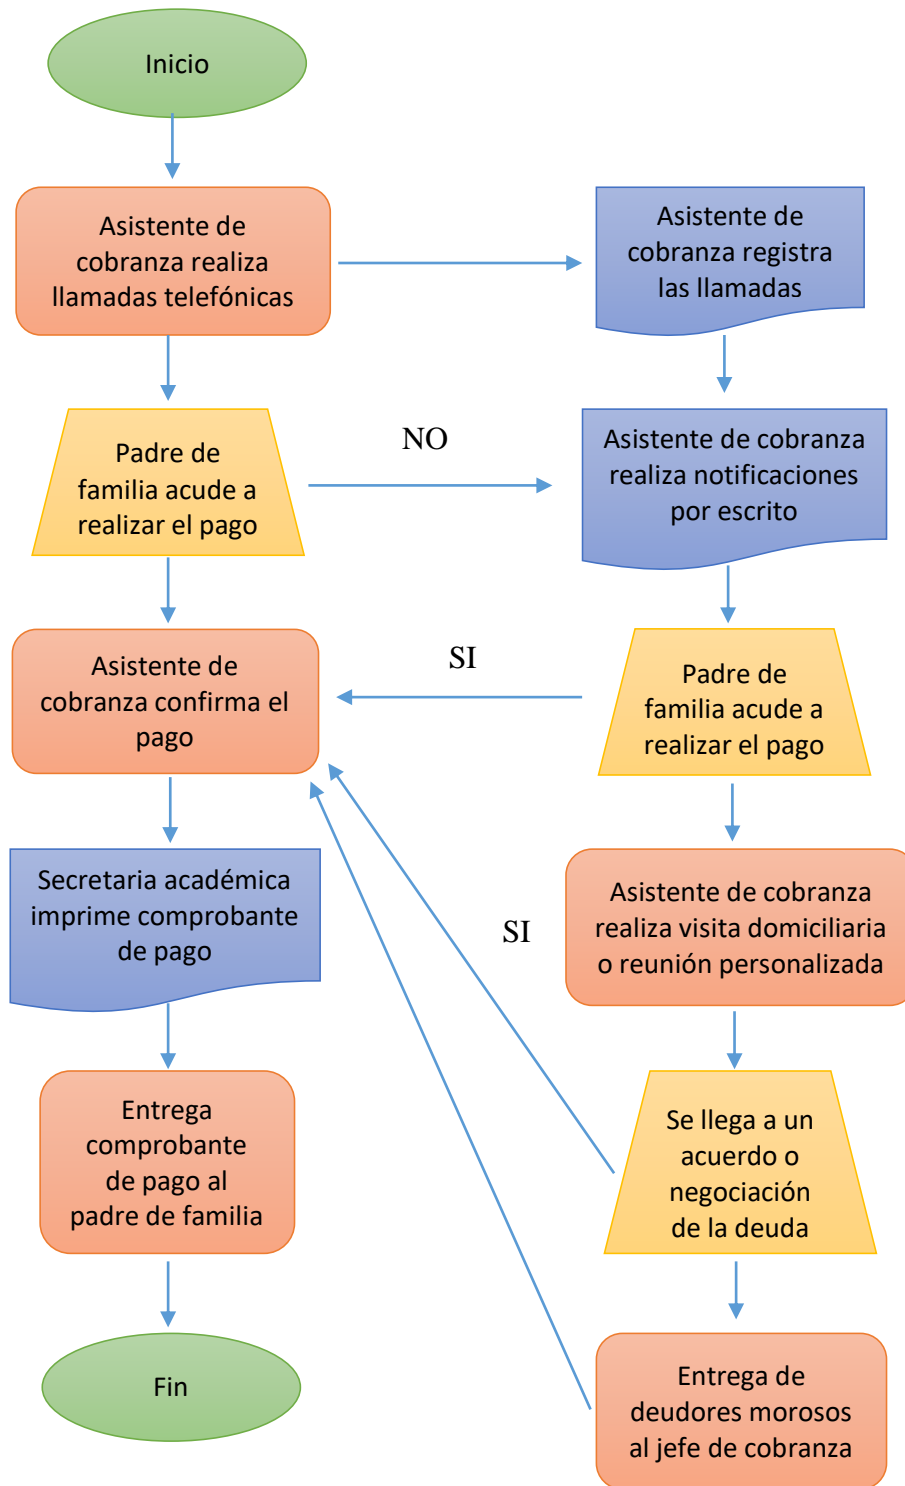 Inicio
Asistente de
cobranza realiza
llamadas telefónicas
Asistente de
cobranza registra
las llamadas
Padre de
familia acude a
realizar el pago
NO
Asistente de cobranza
realiza notificaciones
por escrito
Asistente de
cobranza confirma el
pago
SI
Padre de
familia acude a
realizar el pago
Secretaria académica
imprime comprobante
de pago
SI
Asistente de cobranza
realiza visita domiciliaria
o reunión personalizada
Entrega
comprobante
de pago al
padre de familia
Se llega a un
acuerdo o
negociación
de la deuda
Fin
Entrega de
deudores morosos
al jefe de cobranza